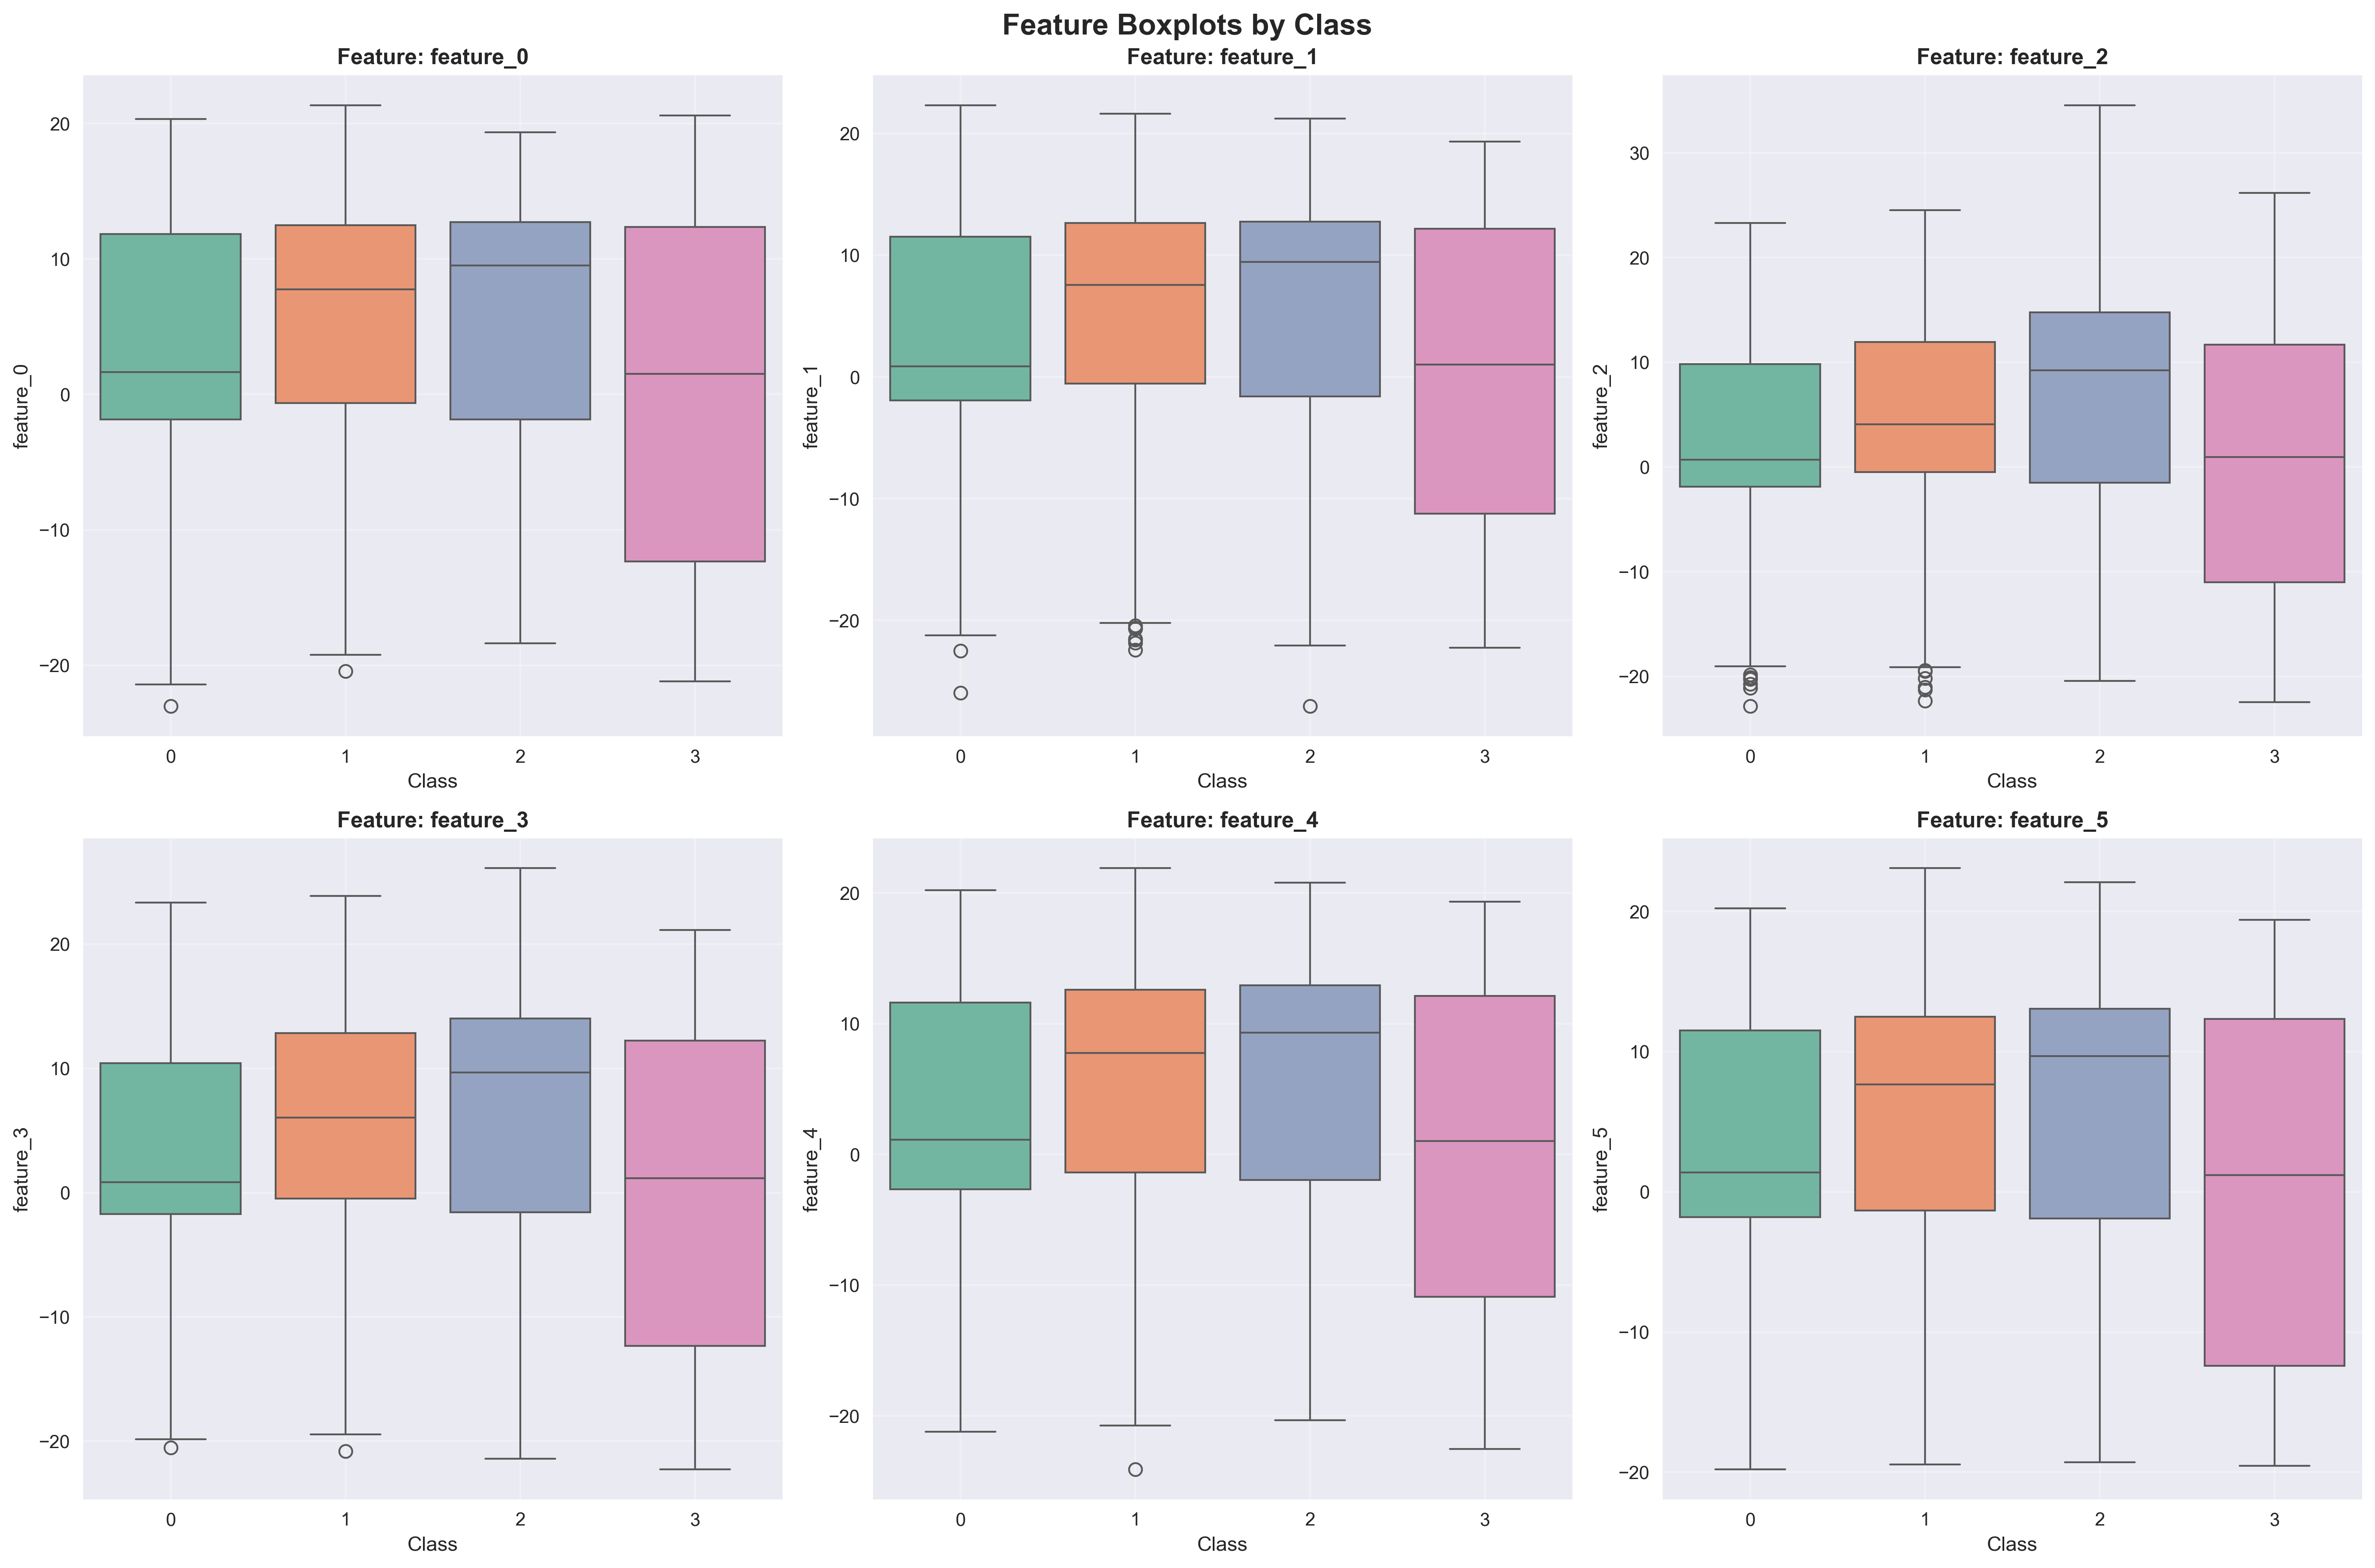 Feature Boxplots by Class
Feature: feature_0
20
10
0
−10
−20
feature_0
0 1 2 3
Class
Feature: feature_1
20
10
0
−10
−20
feature_1
0 1 2 3
Class
Feature: feature_2
30
20
10
0
−10
−20
feature_2
0 1 2 3
Class
Feature: feature_3
20
10
0
−10
−20
feature_3
0 1 2 3
Class
Feature: feature_4
20
10
0
−10
−20
feature_4
0 1 2 3
Class
Feature: feature_5
20
10
0
−10
−20
feature_5
0 1 2 3
Class